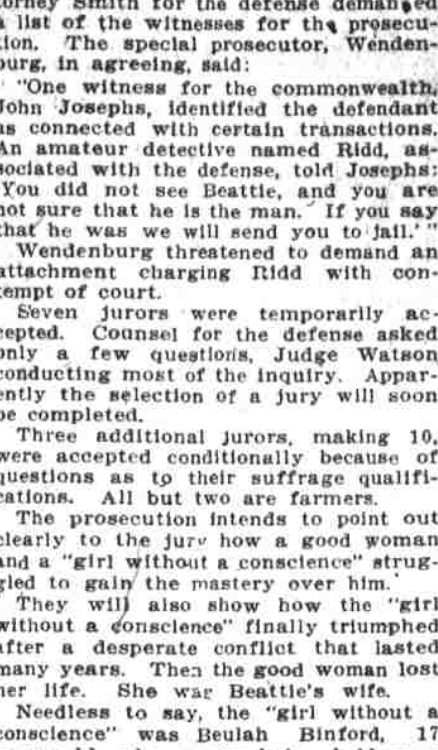 torney Smith for the defense demanded
a list of the witnesses for the prosecu-
tion. The special prosecutor, Wenden-
burg, in agreeing, said:
"One witness for the commonwealth,
John Josephs, identified the defendant
as connected with certain transactions.
An amateur detective named Ridd, as-
sociated with the defense, told Josephs:
'You did not see Beattie, and you are
not sure that he is the man. If you say
that he was we will send you to jail.'"
Wendenburg threatened to demand an
attachment charging Ridd with con-
tempt of court.
Seven jurors were temporarily ac-
cepted. Counsel for the defense asked
only a few questions, Judge Watson
conducting most of the inquiry. Appar-
ently the selection of a jury will soon
be completed.
Three additional jurors, making 10,
were accepted conditionally because of
questions as to their suffrage qualifi-
cations. All but two are farmers.
The prosecution intends to point out
clearly to the jury how a good woman
and a "girl without a conscience" strug-
gled to gain the mastery over him.
They will also show how the "girl
without a conscience" finally triumphed
after a desperate conflict that lasted
many years. Then the good woman lost
her life. She was Beattie's wife.
Needless to say, the "girl without a
conscience" was Beulah Binford, 17